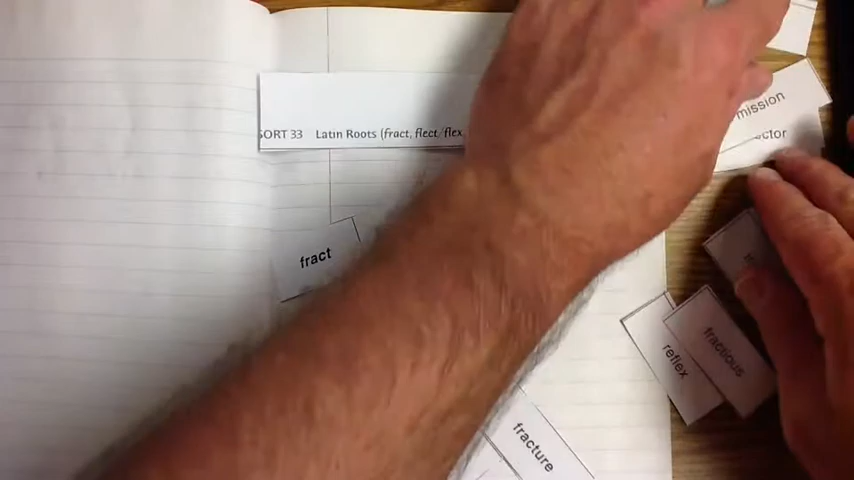 SORT 33 Latin Roots (fract, flect/flex
mission
ector
fract
reflex
fractious
fracture